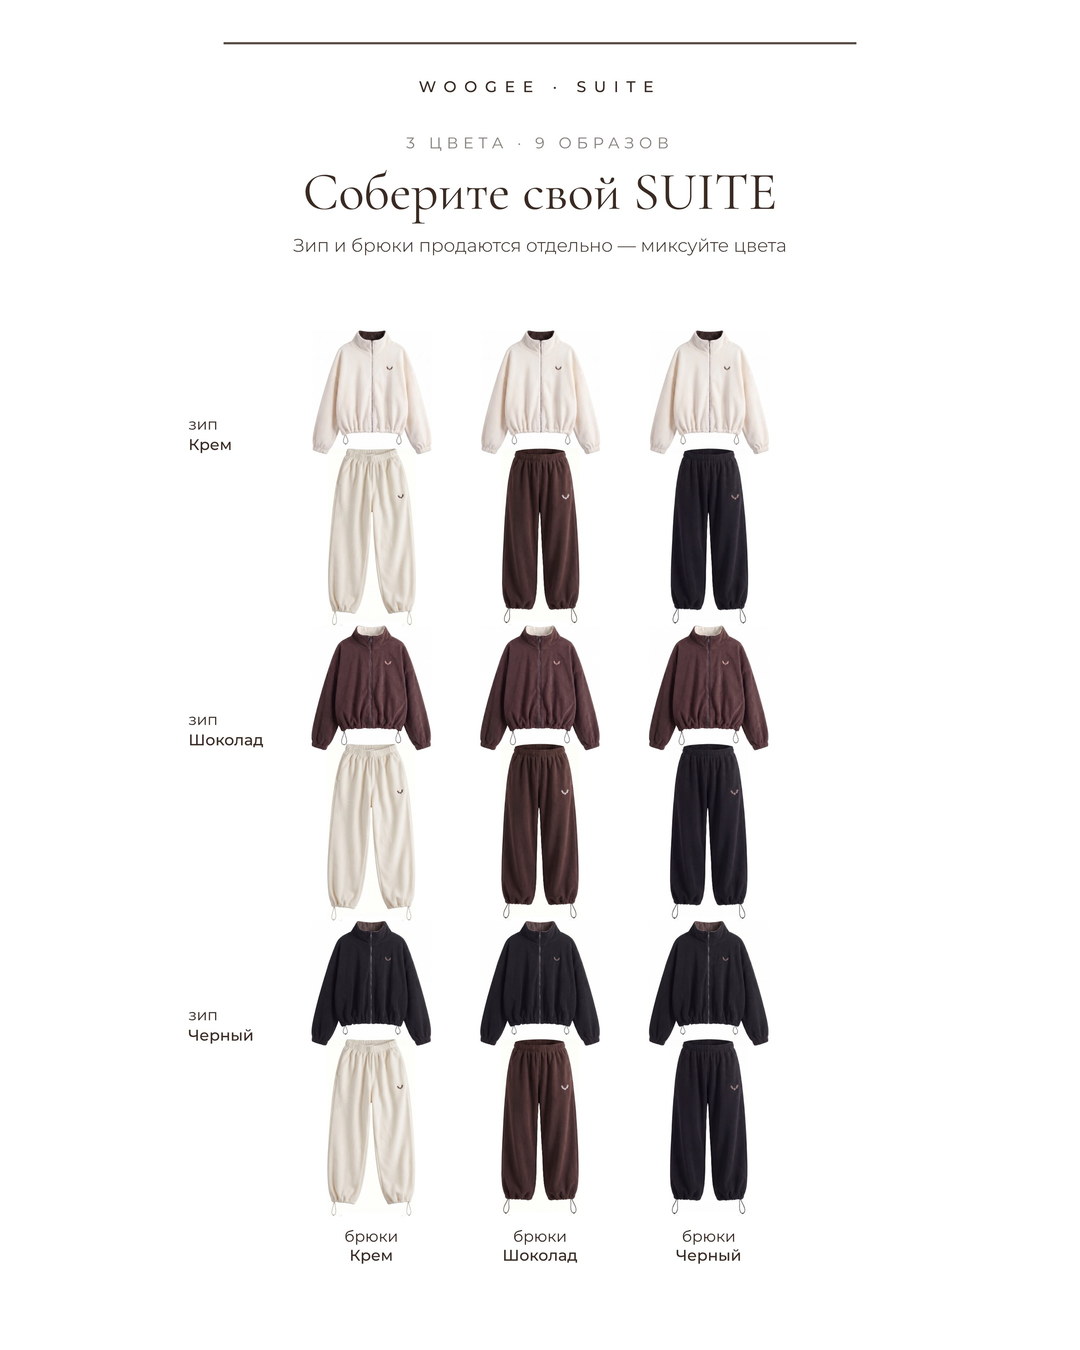 WOOGEE · SUITE
3 ЦВЕТА · 9 ОБРАЗОВ
Соберите свой SUITE
Зип и брюки продаются отдельно — миксуйте цвета
зип
Крем
зип
Шоколад
зип
Черный
брюки
Крем
брюки
Шоколад
брюки
Черный